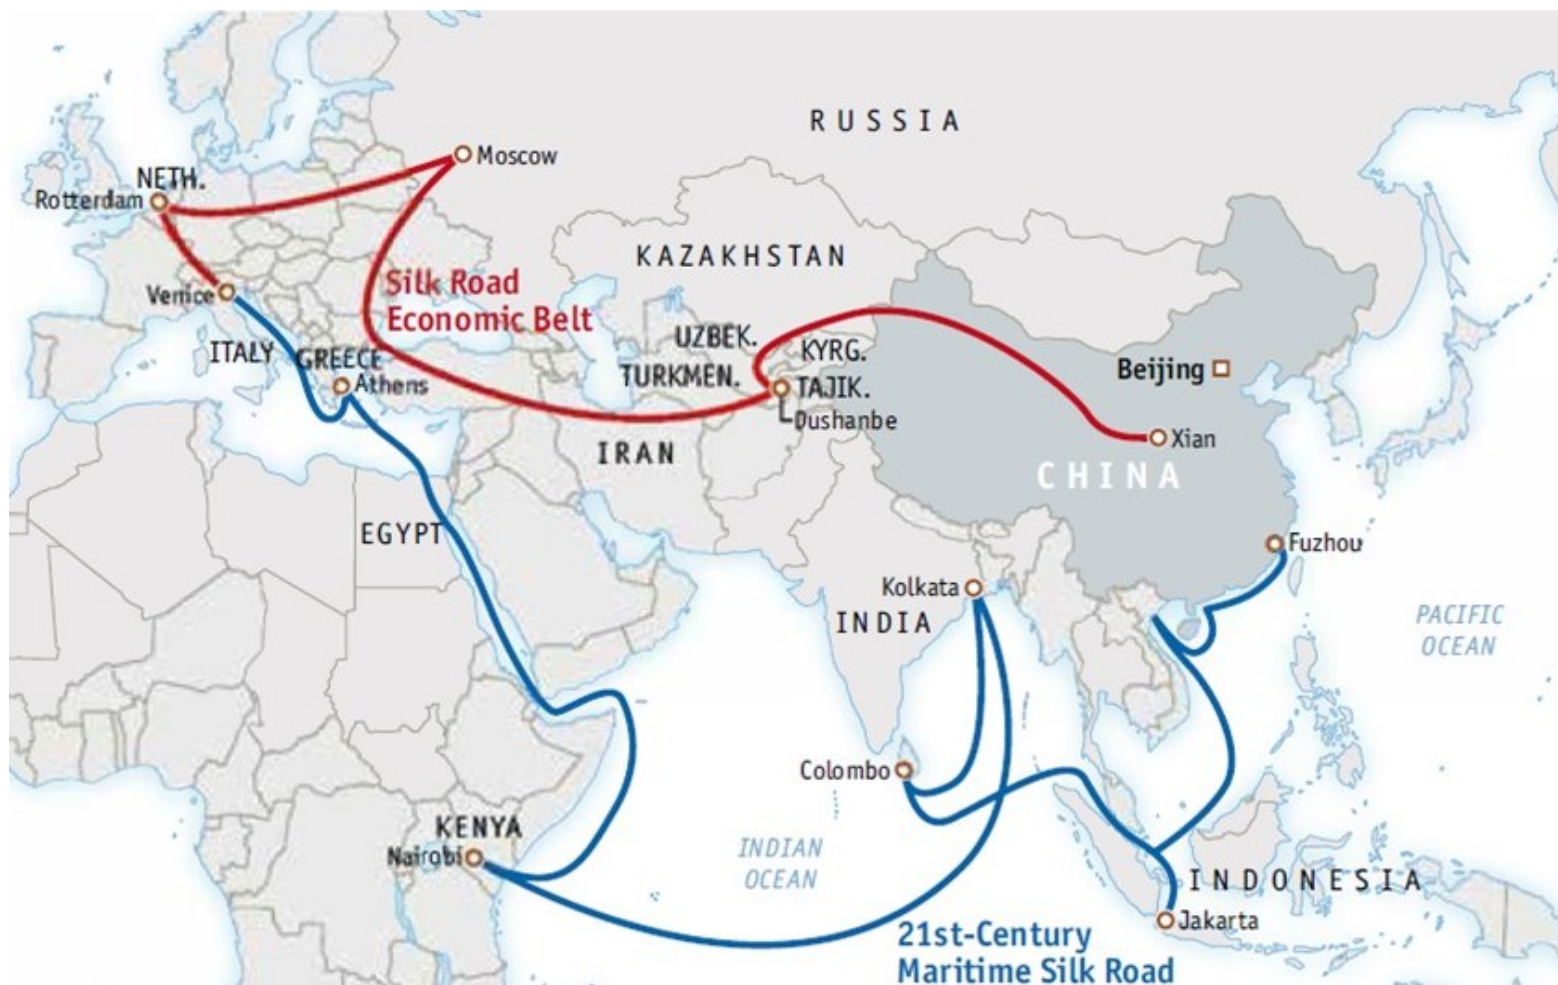 RUSSIA
Moscow
NETH.
Rotterdam
KAZAKHSTAN
Silk Road
Economic Belt
Venice
UZBEK.
KYRG.
ITALY
GREECE
Athens
TURKMEN.
TAJIK.
Dushanbe
Beijing
Xian
IRAN
CHINA
EGYPT
Fuzhou
Kolkata
INDIA
PACIFIC
OCEAN
Colombo
KENYA
Nairobi
INDIAN
OCEAN
INDONESIA
Jakarta
21st-Century
Maritime Silk Road